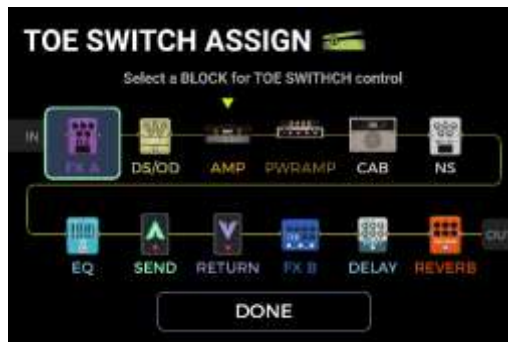 TOE SWITCH ASSIGN
Select a BLOCK for TOE SWITHCH control
IN
FX A DS/OD AMP PWRAMP CAB NS
EQ SEND RETURN FX B DELAY REVERB
OUT
DONE